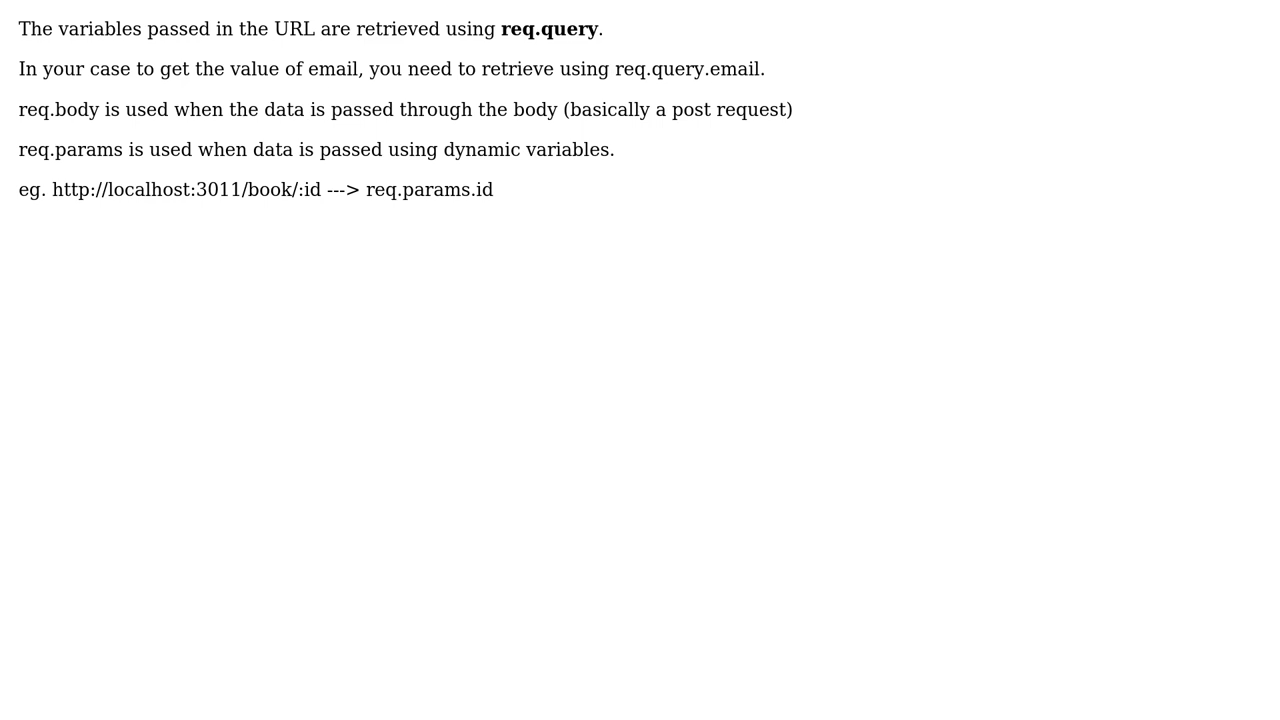 The variables passed in the URL are retrieved using req.query.
In your case to get the value of email, you need to retrieve using req.query.email.
req.body is used when the data is passed through the body (basically a post request)
req.params is used when data is passed using dynamic variables.
eg. http://localhost:3011/book/:id ---> req.params.id